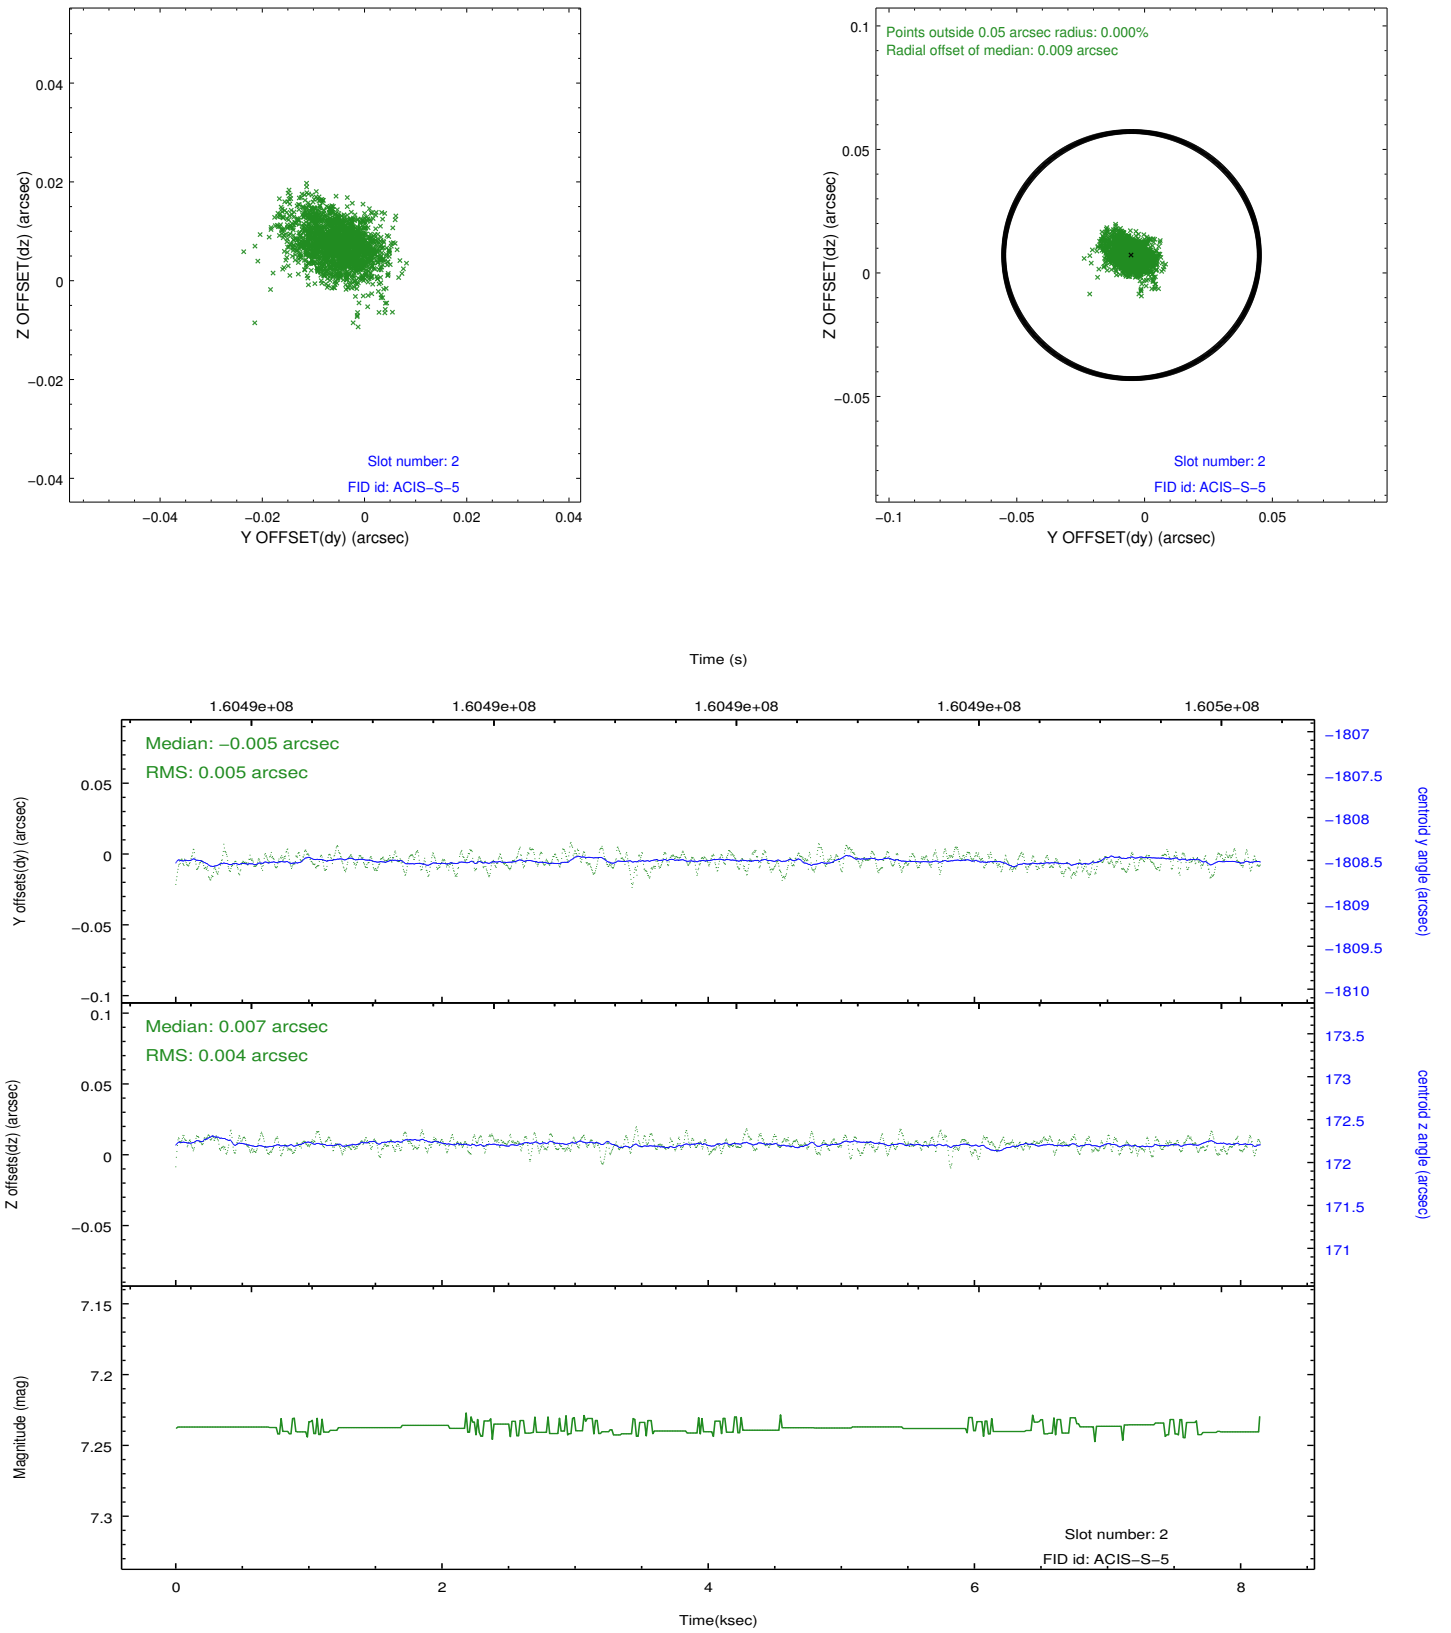 0.04
0.02
0
−0.02
−0.04
Z OFFSET(dz) (arcsec)
Slot number: 2
FID id: ACIS−S−5
−0.04 −0.02 0 0.02 0.04
Y OFFSET(dy) (arcsec)
Points outside 0.05 arcsec radius: 0.000%
Radial offset of median: 0.009 arcsec
0.1
0.05
0
−0.05
Z OFFSET(dz) (arcsec)
Slot number: 2
FID id: ACIS−S−5
−0.1 −0.05 0 0.05
Y OFFSET(dy) (arcsec)
Time (s)
1.6049e+08 1.6049e+08 1.6049e+08 1.6049e+08 1.605e+08
Median: −0.005 arcsec
RMS: 0.005 arcsec
0.05
0
−0.05
−0.1
Y offsets(dy) (arcsec)
−1807
−1807.5
−1808
−1808.5
−1809
−1809.5
−1810
centroid y angle (arcsec)
Median: 0.007 arcsec
RMS: 0.004 arcsec
0.1
0.05
0
−0.05
Z offsets(dz) (arcsec)
173.5
173
172.5
172
171.5
171
centroid z angle (arcsec)
7.15
7.2
7.25
7.3
Magnitude (mag)
Slot number: 2
FID id: ACIS−S−5
0 2 4 6 8
Time(ksec)